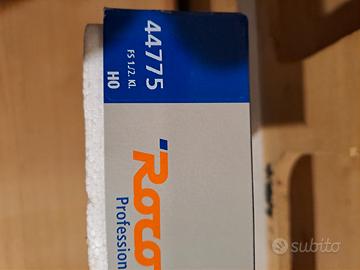 44775
FS 1./2. Kl.
H0
Roco
Profession
subito